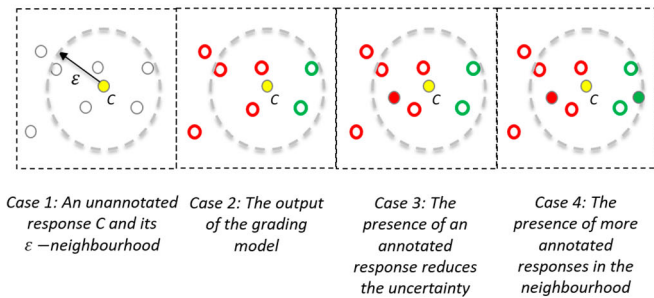 ε
C
C
C
C
Case 1: An unannotated
response C and its
ε −neighbourhood
Case 2: The output
of the grading
model
Case 3: The
presence of an
annotated
response reduces
the uncertainty
Case 4: The
presence of more
annotated
responses in the
neighbourhood